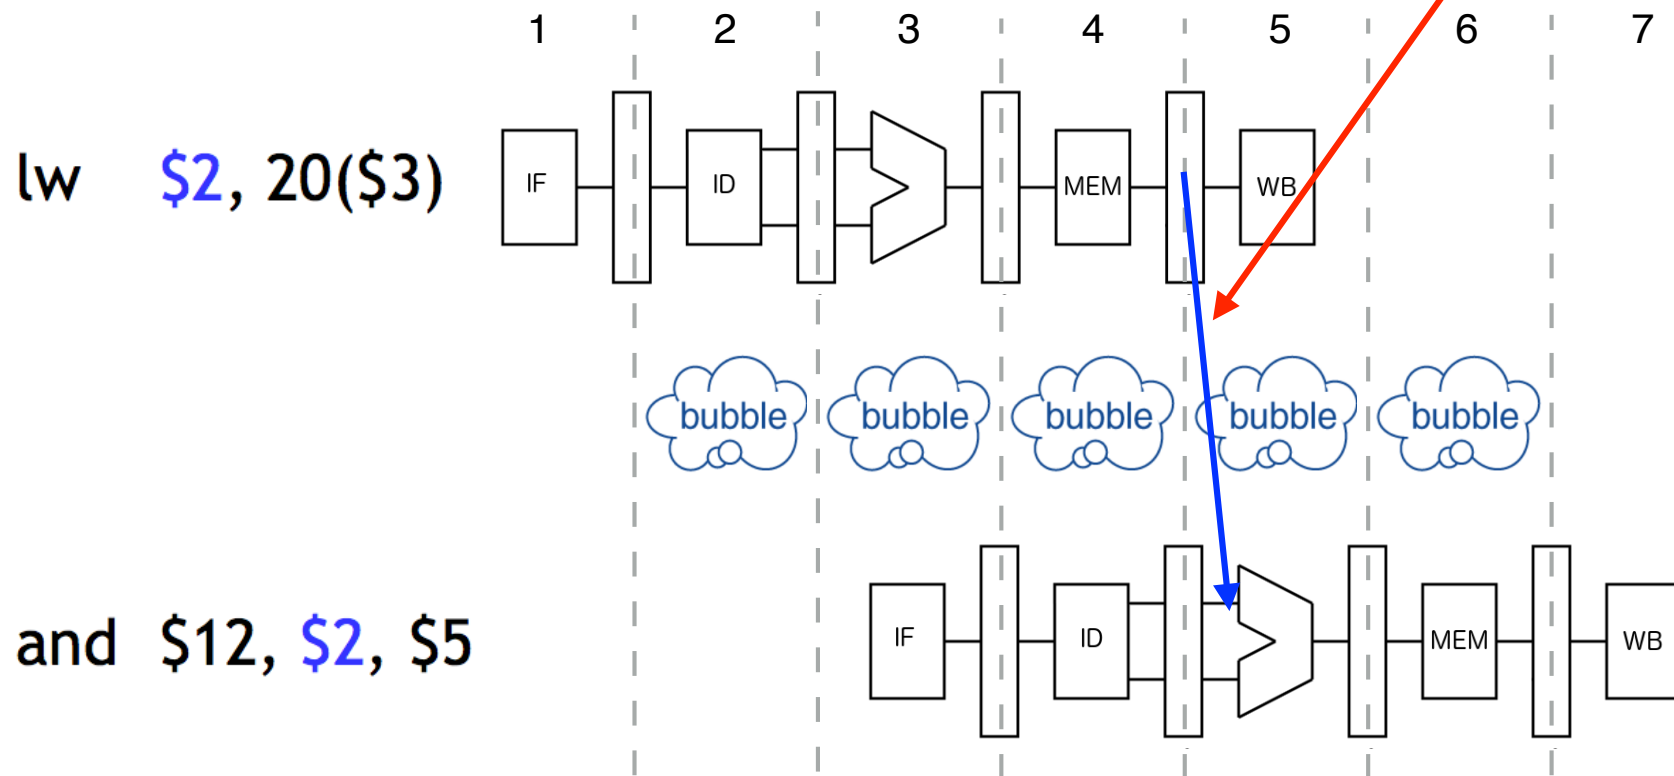 1 2 3 4 5 6 7
lw $2, 20($3) IF ID MEM WB
bubble bubble bubble bubble bubble
and $12, $2, $5 IF ID MEM WB